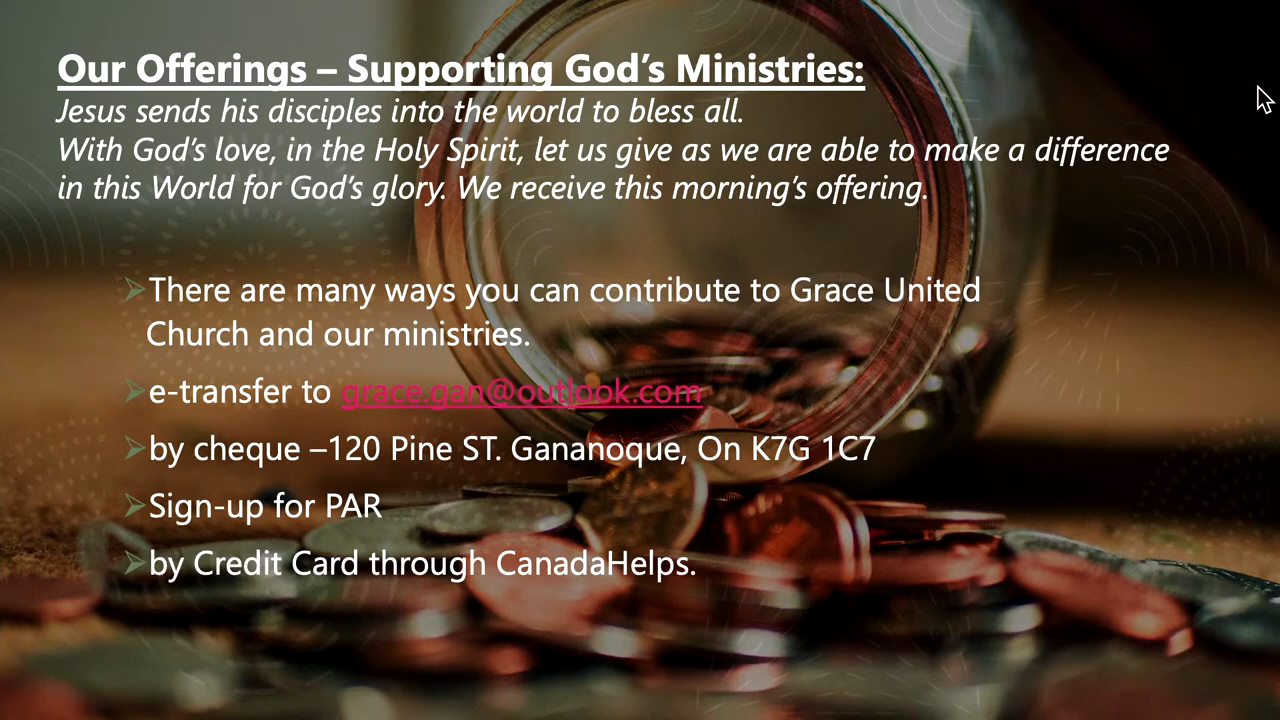 Our Offerings – Supporting God's Ministries:
Jesus sends his disciples into the world to bless all.
With God's love, in the Holy Spirit, let us give as we are able to make a difference
in this World for God's glory. We receive this morning's offering.
There are many ways you can contribute to Grace United
Church and our ministries.
e-transfer to grace.gan@outlook.com
by cheque –120 Pine ST. Gananoque, On K7G 1C7
Sign-up for PAR
by Credit Card through CanadaHelps.